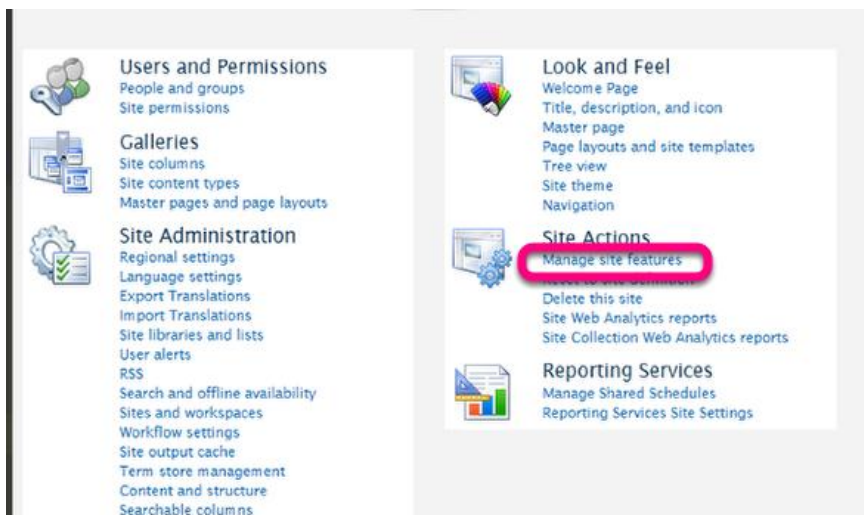 Users and Permissions
People and groups
Site permissions
Galleries
Site columns
Site content types
Master pages and page layouts
Site Administration
Regional settings
Language settings
Export Translations
Import Translations
Site libraries and lists
User alerts
RSS
Search and offline availability
Sites and workspaces
Workflow settings
Site output cache
Term store management
Content and structure
Searchable columns
Look and Feel
Welcome Page
Title, description, and icon
Master page
Page layouts and site templates
Tree view
Site theme
Navigation
Site Actions
Manage site features
Reset to site definition
Delete this site
Site Web Analytics reports
Site Collection Web Analytics reports
Reporting Services
Manage Shared Schedules
Reporting Services Site Settings